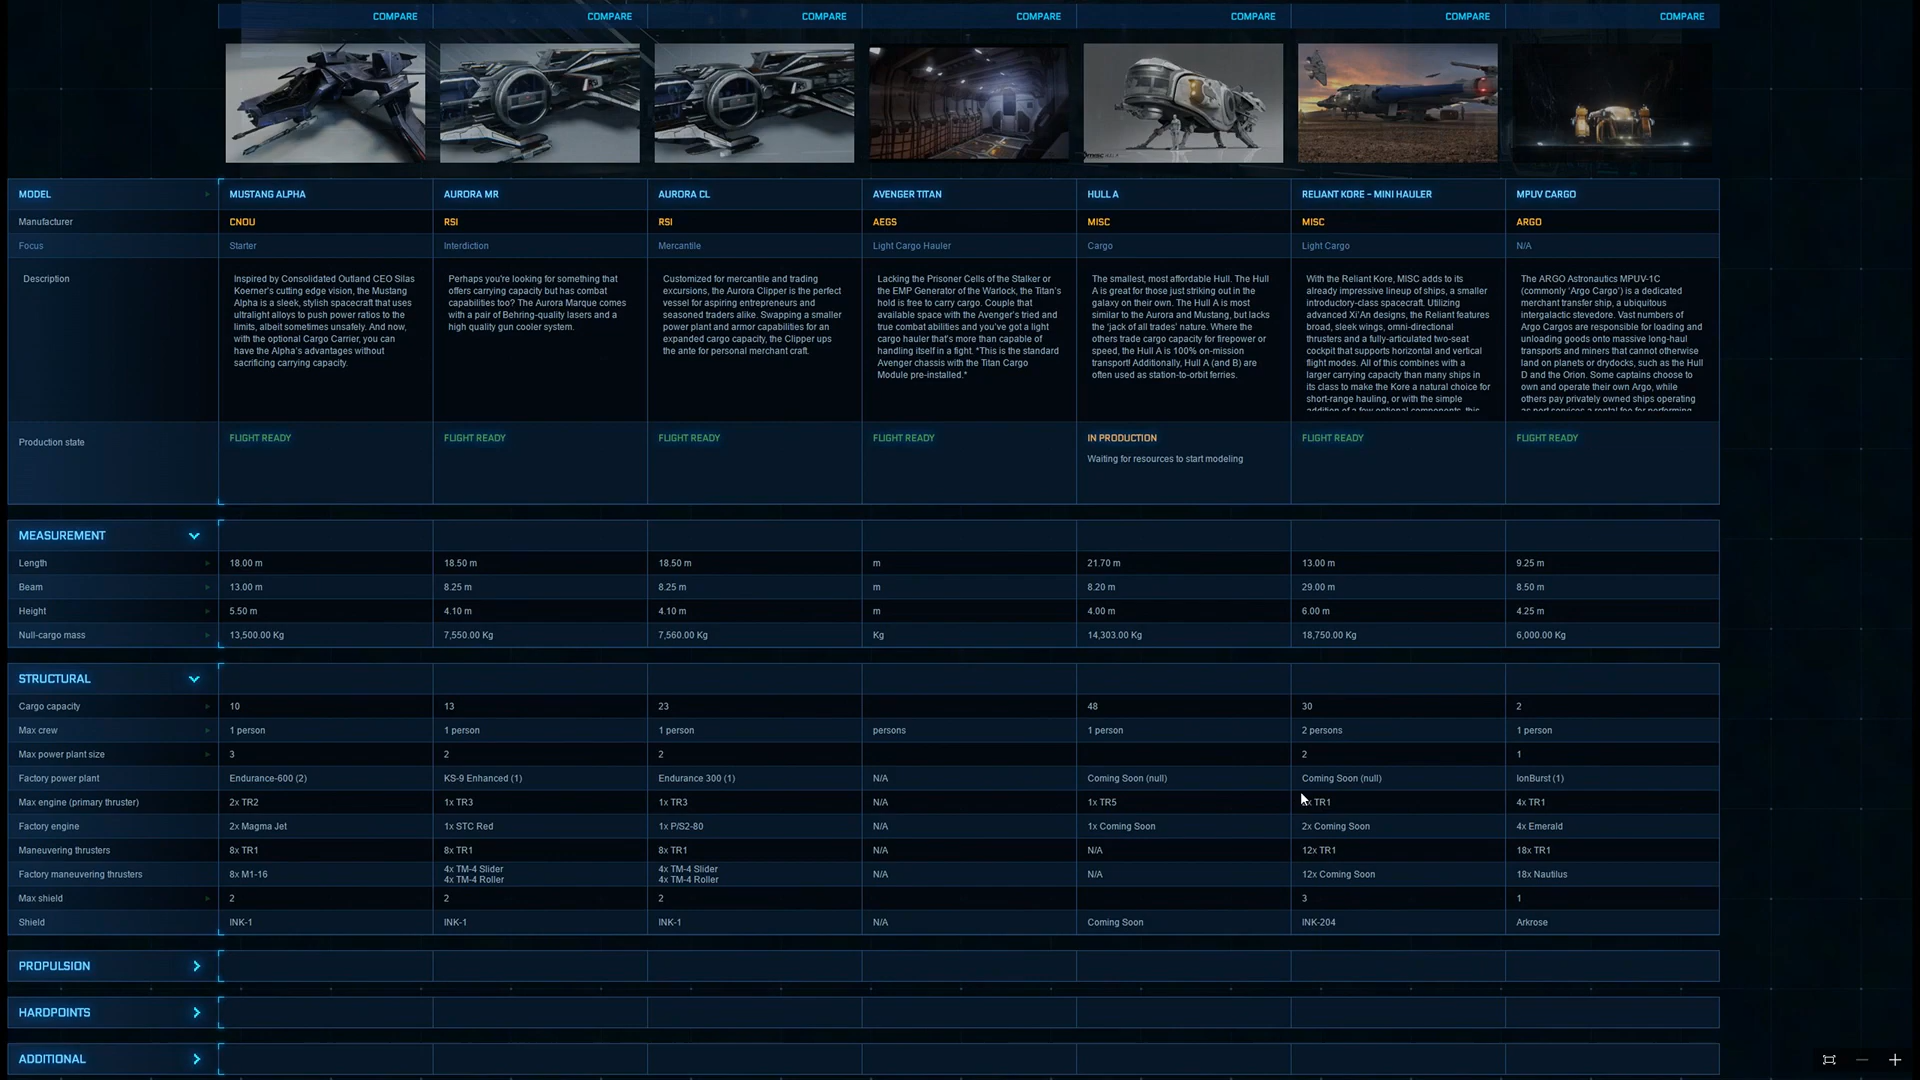 COMPARE COMPARE COMPARE COMPARE COMPARE COMPARE COMPARE
MODEL MUSTANG ALPHA AURORA MR AURORA CL AVENGER TITAN HULL A RELIANT KORE – MINI HAULER MPUV CARGO
Manufacturer CNOU RSI RSI AEGS MISC MISC ARGO
Focus Starter Interdiction Mercantile Light Cargo Hauler Cargo Light Cargo N/A
Description
Inspired by Consolidated Outland CEO Silas
Koerner's cutting edge vision, the Mustang
Alpha is a sleek, stylish spacecraft that uses
ultralight alloys to push power ratios to the
limits, albeit sometimes unsafely. And now,
with the optional Cargo Carrier, you can
have the Alpha's advantages without
sacrificing carrying capacity.
Perhaps you're looking for something that
offers carrying capacity but has combat
capabilities too? The Aurora Marque comes
with a pair of Behring-quality lasers and a
high quality gun cooler system.
Customized for mercantile and trading
excursions, the Aurora Clipper is the perfect
vessel for aspiring entrepreneurs and
seasoned traders alike. Swapping a smaller
power plant and armor capabilities for an
expanded cargo capacity, the Clipper ups
the ante for personal merchant craft.
Lacking the Prisoner Cells of the Stalker or
the EMP Generator of the Warlock, the Titan's
hold is free to carry cargo. Couple that
available space with the Avenger's tried and
true combat abilities and you've got a light
cargo hauler that's more than capable of
handling itself in a fight. *This is the standard
Avenger chassis with the Titan Cargo
Module pre-installed.*
The smallest, most affordable Hull. The Hull
A is great for those just striking out in the
galaxy on their own. The Hull A is most
similar to the Aurora and Mustang, but lacks
the 'jack of all trades' nature. Where the
others trade cargo capacity for firepower or
speed, the Hull A is 100% on-mission
transport! Additionally, Hull A (and B) are
often used as station-to-orbit ferries.
With the Reliant Kore, MISC adds to its
already impressive lineup of ships, a smaller
introductory-class spacecraft. Utilizing
advanced Xi'An designs, the Reliant features
broad, sleek wings, omni-directional
thrusters and a fully-articulated two-seat
cockpit that supports horizontal and vertical
flight modes. All of this combines with a
larger carrying capacity than many ships in
its class to make the Kore a natural choice for
short-range hauling, or with the simple
addition of a few optional components, this
The ARGO Astronautics MPUV-1C
(commonly 'Argo Cargo') is a dedicated
merchant transfer ship, a ubiquitous
intergalactic stevedore. Vast numbers of
Argo Cargos are responsible for loading and
unloading goods onto massive long-haul
transports and miners that cannot otherwise
land on planets or drydocks, such as the Hull
D and the Orion. Some captains choose to
own and operate their own Argo, while
others pay privately owned ships operating
as port services a rental fee for performing
Production state FLIGHT READY FLIGHT READY FLIGHT READY FLIGHT READY IN PRODUCTION FLIGHT READY FLIGHT READY
Waiting for resources to start modeling
MEASUREMENT
Length 18.00 m 18.50 m 18.50 m m 21.70 m 13.00 m 9.25 m
Beam 13.00 m 8.25 m 8.25 m m 8.20 m 29.00 m 8.50 m
Height 5.50 m 4.10 m 4.10 m m 4.00 m 6.00 m 4.25 m
Null-cargo mass 13,500.00 Kg 7,550.00 Kg 7,560.00 Kg Kg 14,303.00 Kg 18,750.00 Kg 6,000.00 Kg
STRUCTURAL
Cargo capacity 10 13 23 48 30 2
Max crew 1 person 1 person 1 person persons 1 person 2 persons 1 person
Max power plant size 3 2 2 2 1
Factory power plant Endurance-600 (2) KS-9 Enhanced (1) Endurance 300 (1) N/A Coming Soon (null) Coming Soon (null) IonBurst (1)
Max engine (primary thruster) 2x TR2 1x TR3 1x TR3 N/A 1x TR5 TR1 4x TR1
Factory engine 2x Magma Jet 1x STC Red 1x P/S2-80 N/A 1x Coming Soon 2x Coming Soon 4x Emerald
Maneuvering thrusters 8x TR1 8x TR1 8x TR1 N/A N/A 12x TR1 18x TR1
Factory maneuvering thrusters 8x M1-16 4x TM-4 Slider 4x TM-4 Slider N/A N/A 12x Coming Soon 18x Nautilus
4x TM-4 Roller 4x TM-4 Roller
Max shield 2 2 2 3 1
Shield INK-1 INK-1 INK-1 N/A Coming Soon INK-204 Arkrose
PROPULSION
HARDPOINTS
ADDITIONAL